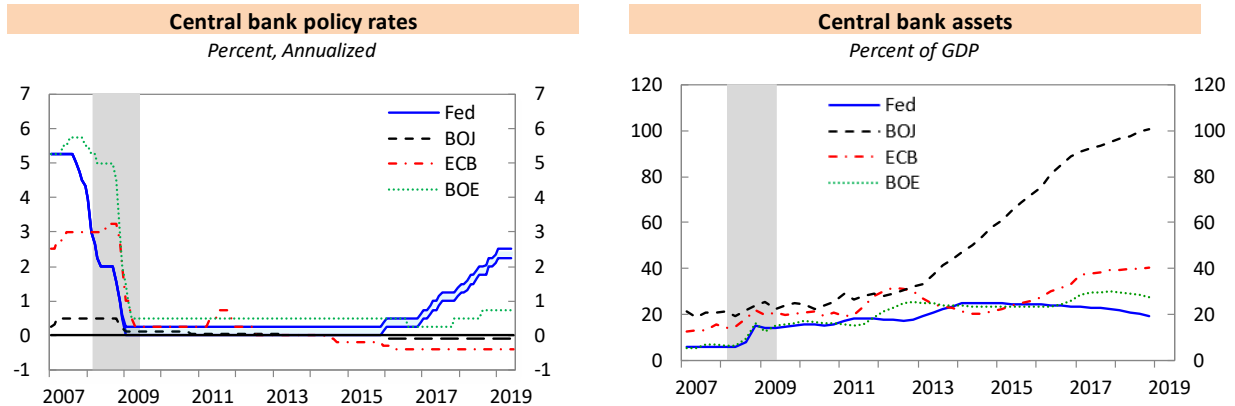 Central bank policy rates
Percent, Annualized
7
7
6
6
5
5
4
4
3
3
2
2
1
1
0
0
-1
-1
Fed
BOJ
ECB
BOE
2007 2009 2011 2013 2015 2017 2019
Central bank assets
Percent of GDP
120
120
100
100
80
80
60
60
40
40
20
20
0
0
Fed
BOJ
ECB
BOE
2007 2009 2011 2013 2015 2017 2019